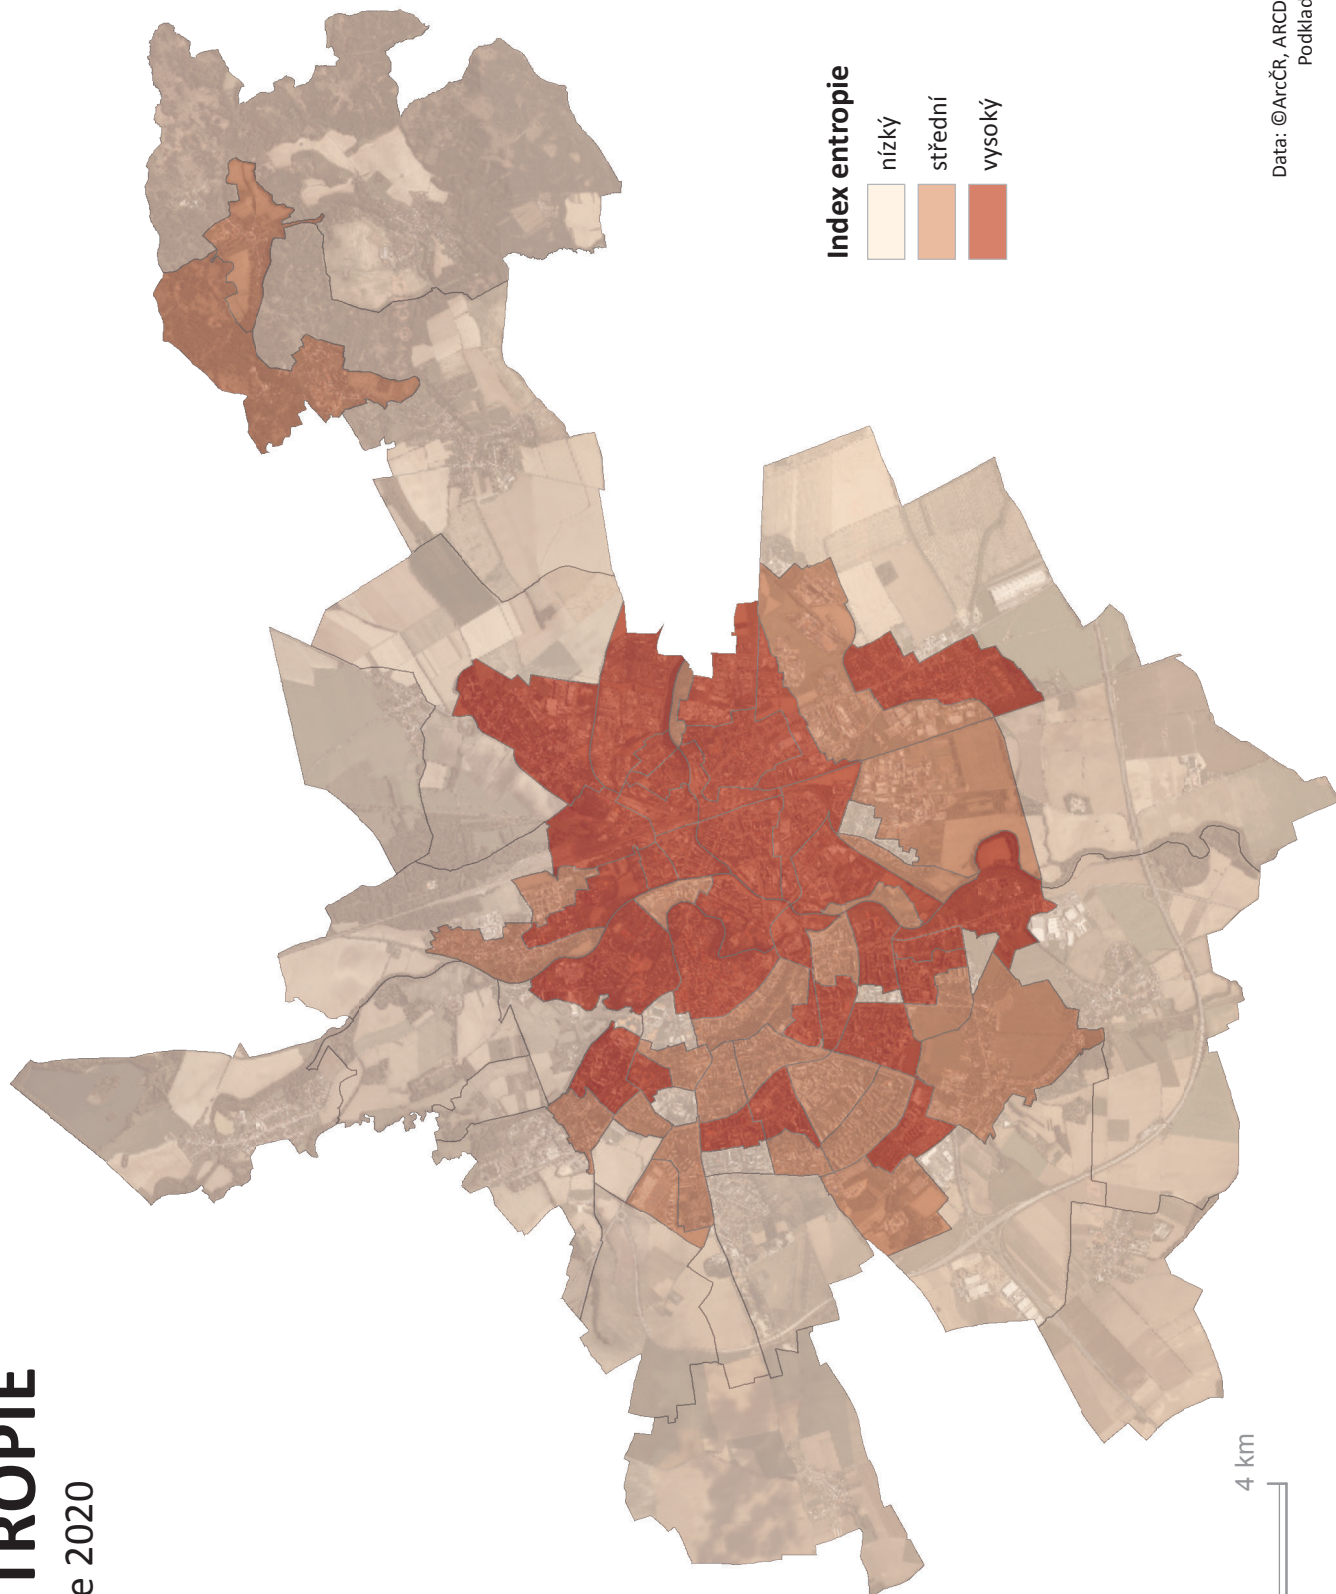 TROPIE
e 2020
Index entropie
nízký
střední
vysoký
4 km
Data: ©ArcČR, ARCD
Podklad